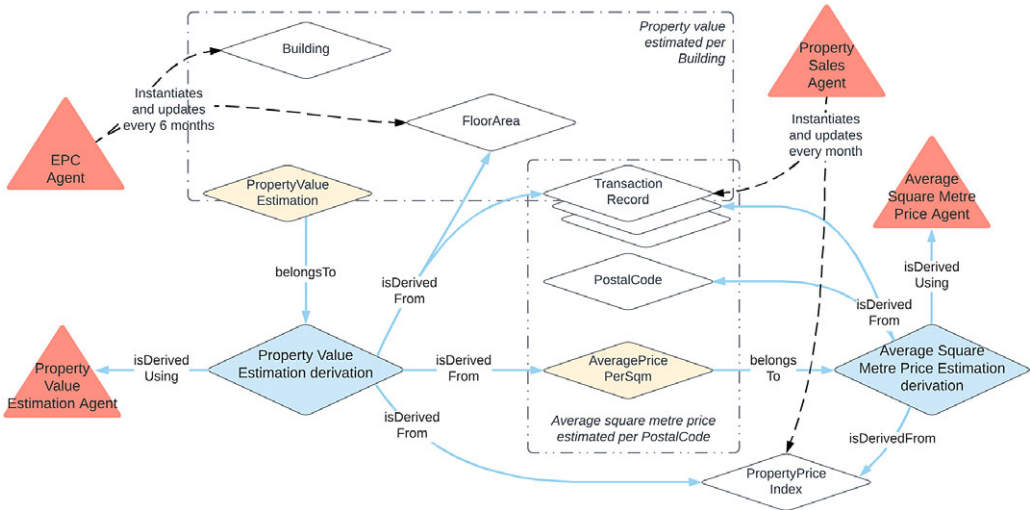 Property value
estimated per
Building
Building
Property
Sales
Agent
Instantiates
and updates
every 6 months
FloorArea
Instantiates
and updates
every month
EPC
Agent
PropertyValue
Estimation
Transaction
Record
Average
Square Metre
Price Agent
belongsTo
isDerived
From
PostalCode
isDerived
Using
isDerived
From
Property
Value
Estimation Agent
isDerived
Using
Property Value
Estimation derivation
isDerived
From
AveragePrice
PerSqm
belongs
To
Average Square
Metre Price Estimation
derivation
isDerived
From
Average square metre price
estimated per PostalCode
isDerivedFrom
PropertyPrice
Index